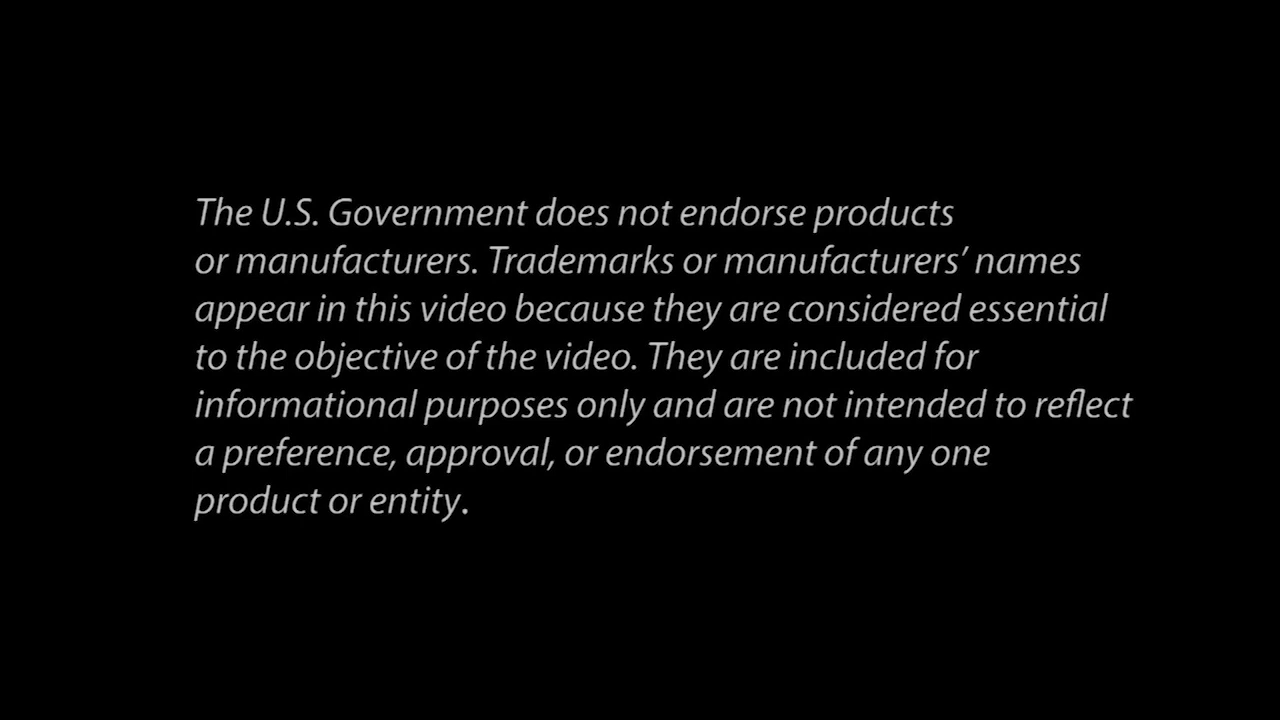 The U.S. Government does not endorse products
or manufacturers. Trademarks or manufacturers’ names
appear in this video because they are considered essential
to the objective of the video. They are included for
informational purposes only and are not intended to reflect
a preference, approval, or endorsement of any one
product or entity.